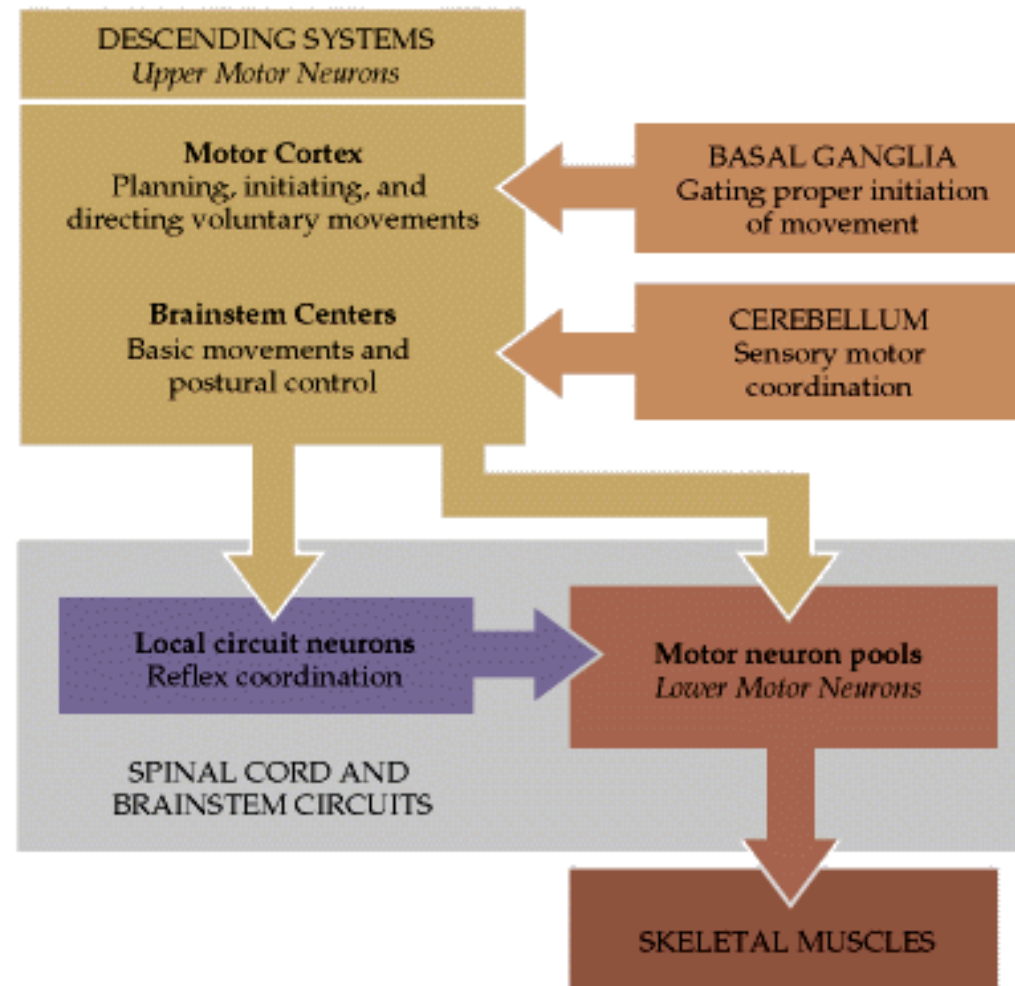 DESCENDING SYSTEMS
Upper Motor Neurons
Motor Cortex
Planning, initiating, and
directing voluntary movements
Brainstem Centers
Basic movements and
postural control
BASAL GANGLIA
Gating proper initiation
of movement
CEREBELLUM
Sensory motor
coordination
Local circuit neurons
Reflex coordination
Motor neuron pools
Lower Motor Neurons
SPINAL CORD AND
BRAINSTEM CIRCUITS
SKELETAL MUSCLES